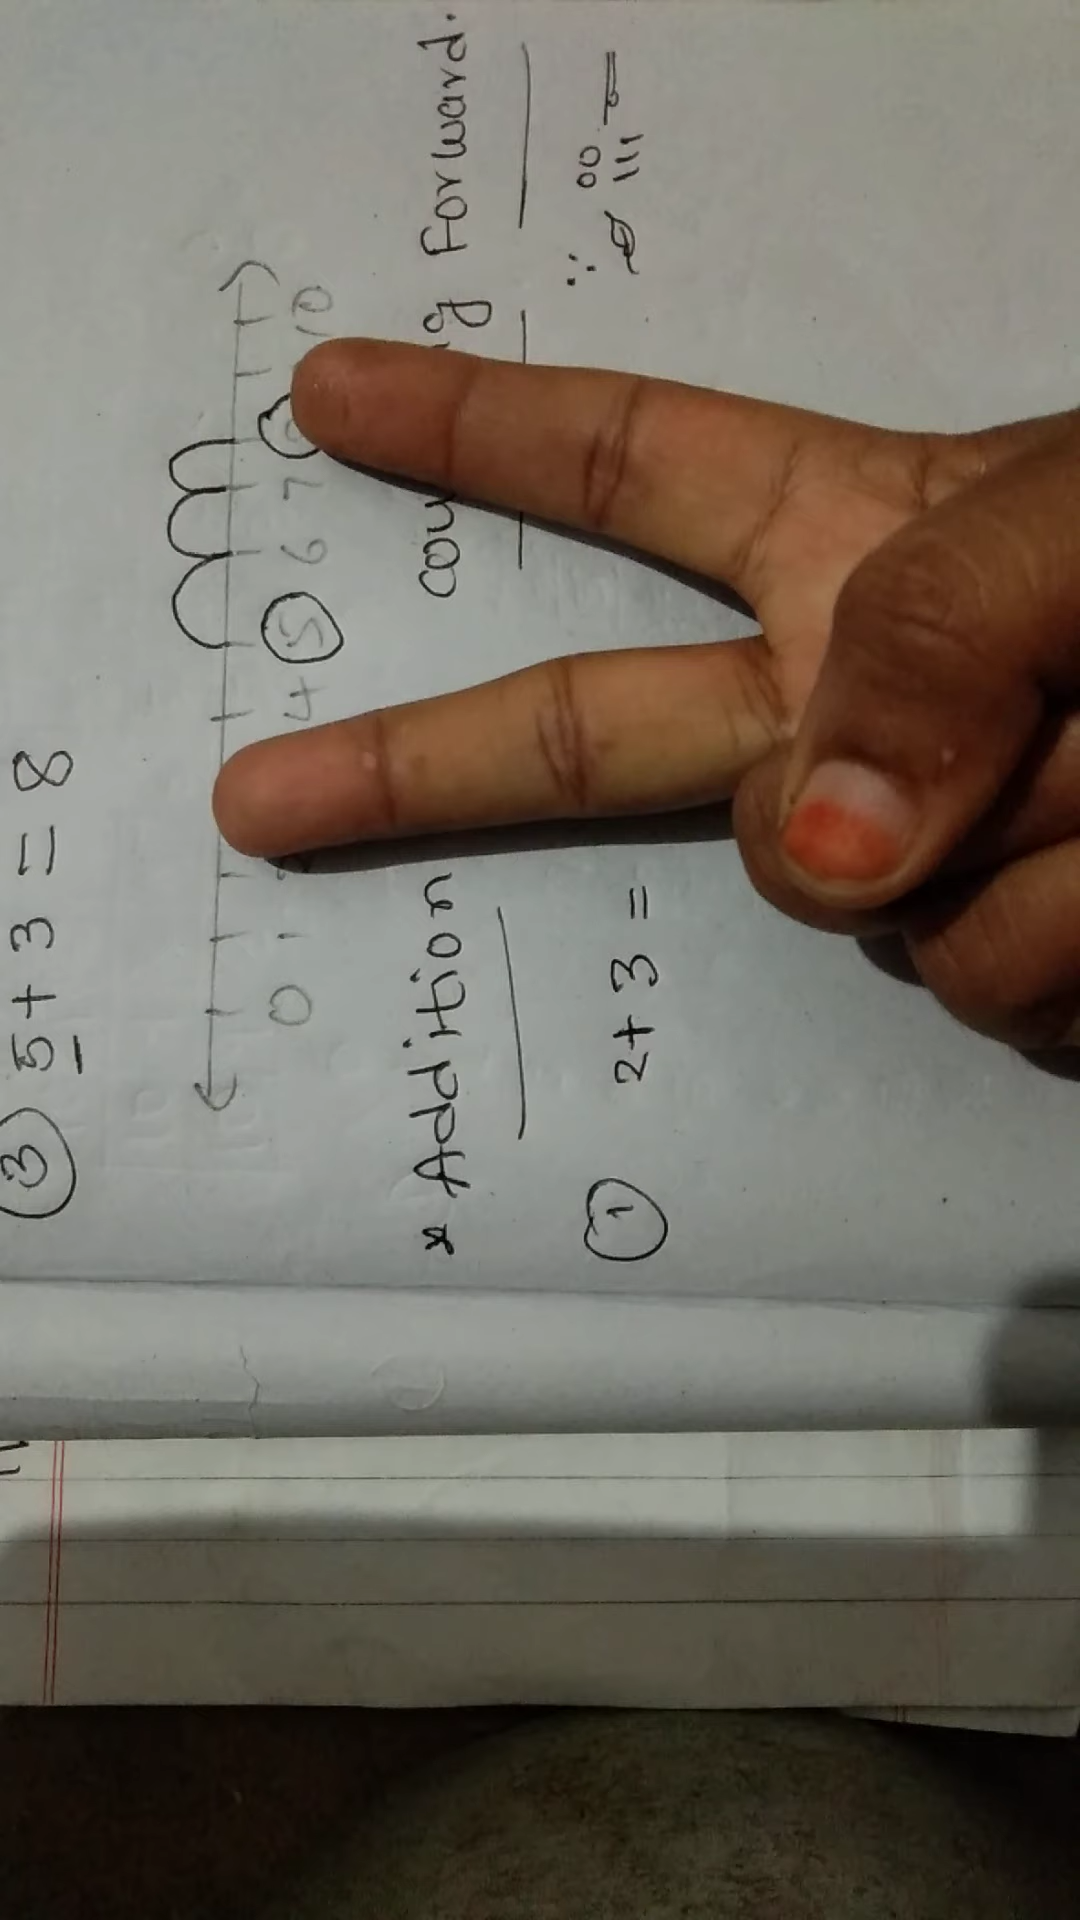 ③ 5 + 3 = 8
0 1 4 5 6 7 10
* Addition forward.
① 2 + 3 =